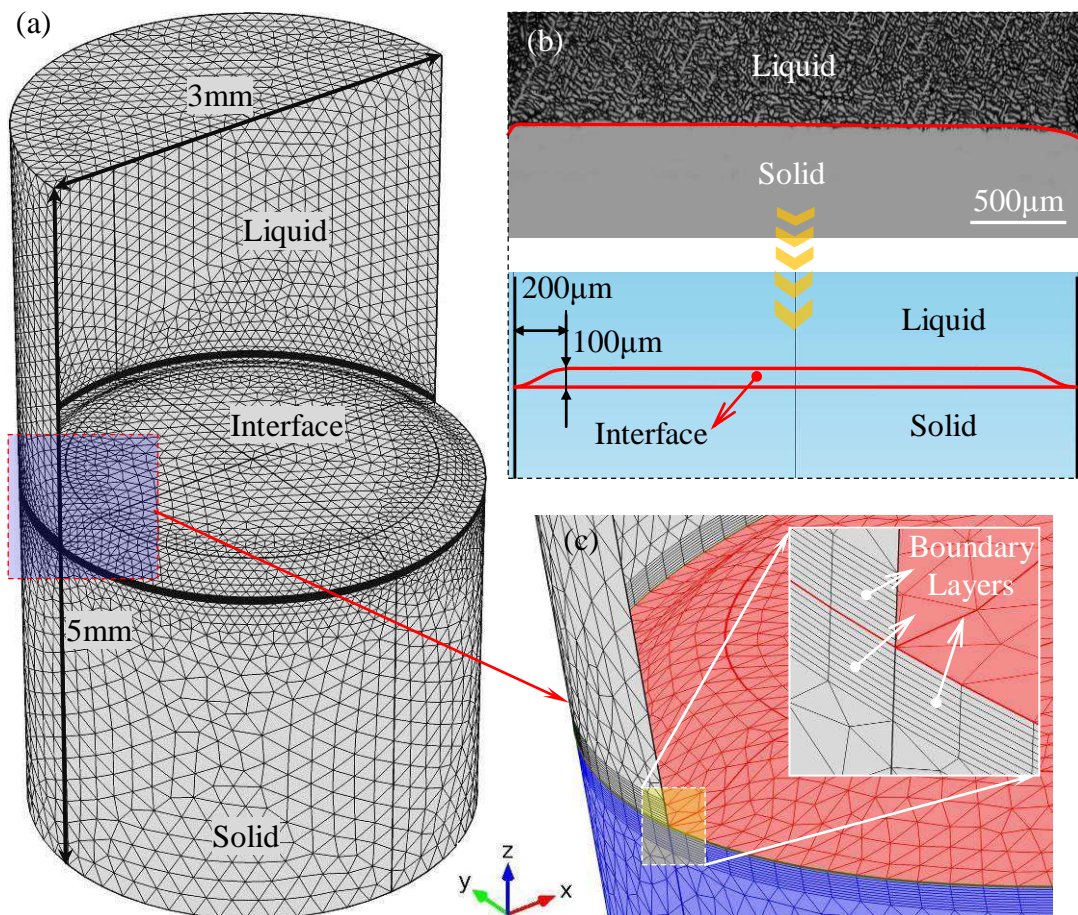 (a)
3mm
Liquid
Interface
5mm
Solid
(b)
Liquid
Solid
500µm
200µm
100µm
Liquid
Interface
Solid
(c)
Boundary
Layers
z
y
x